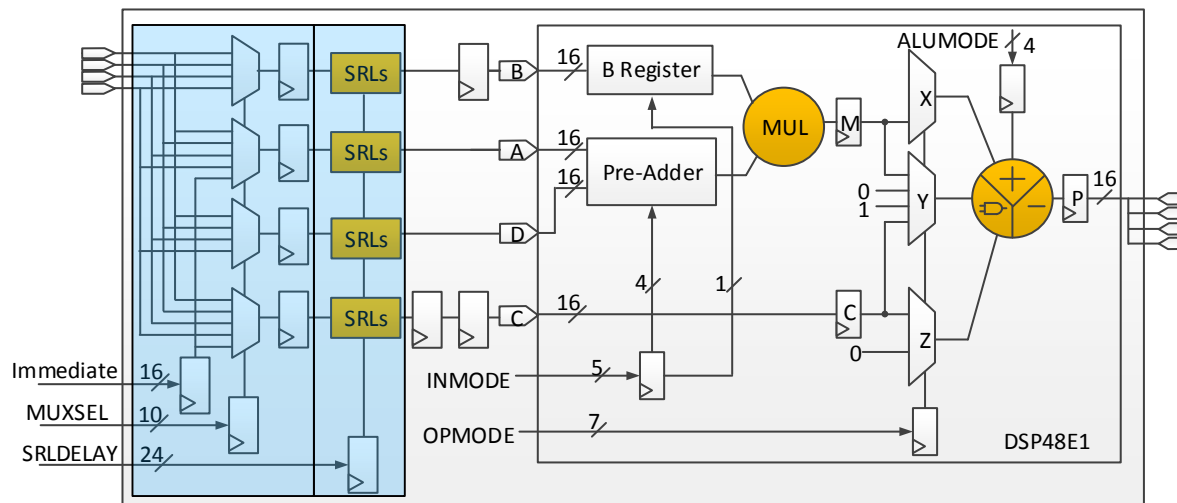 ALUMODE 4
SRLs 16 B 16 B Register
MUL M X
SRLs A 16 Pre-Adder
16
0
1 Y P 16
SRLs D
4 1
SRLs C 16 C Z
0
Immediate 16
INMODE 5
MUXSEL 10
OPMODE 7
SRLDELAY 24
DSP48E1